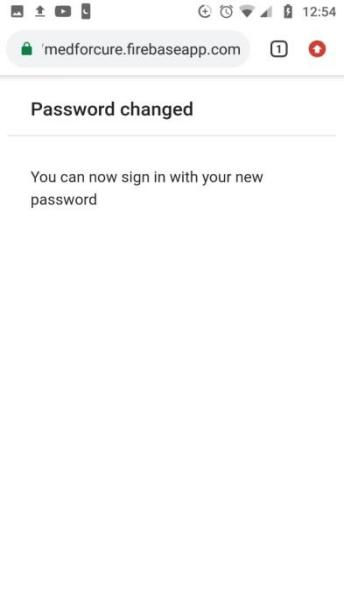 12:54
'medforcure.firebaseapp.com
1
Password changed
You can now sign in with your new
password